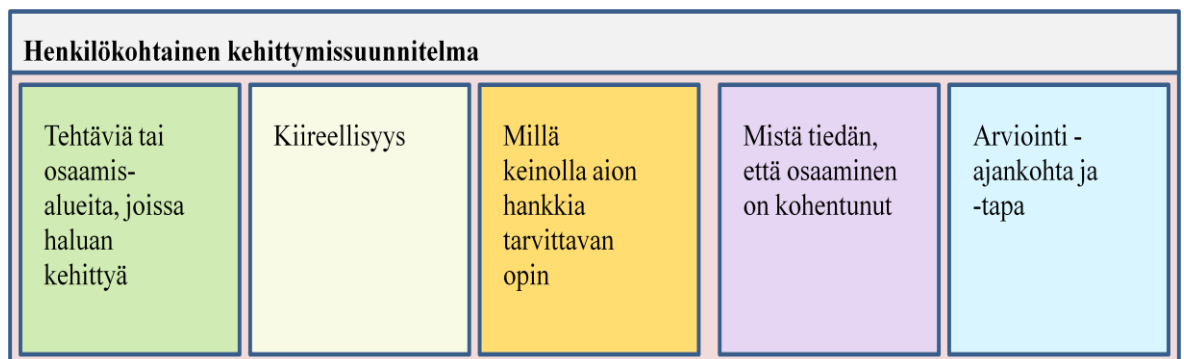 Henkilökohtainen kehittymissuunnitelma
Tehtäviä tai
osaamis-
alueita, joissa
haluan
kehittyä
Kiireellisyys
Millä
keinolla aion
hankkia
tarvittavan
opin
Mistä tiedän,
että osaaminen
on kohentunut
Arviointi -
ajankohta ja
-tapa